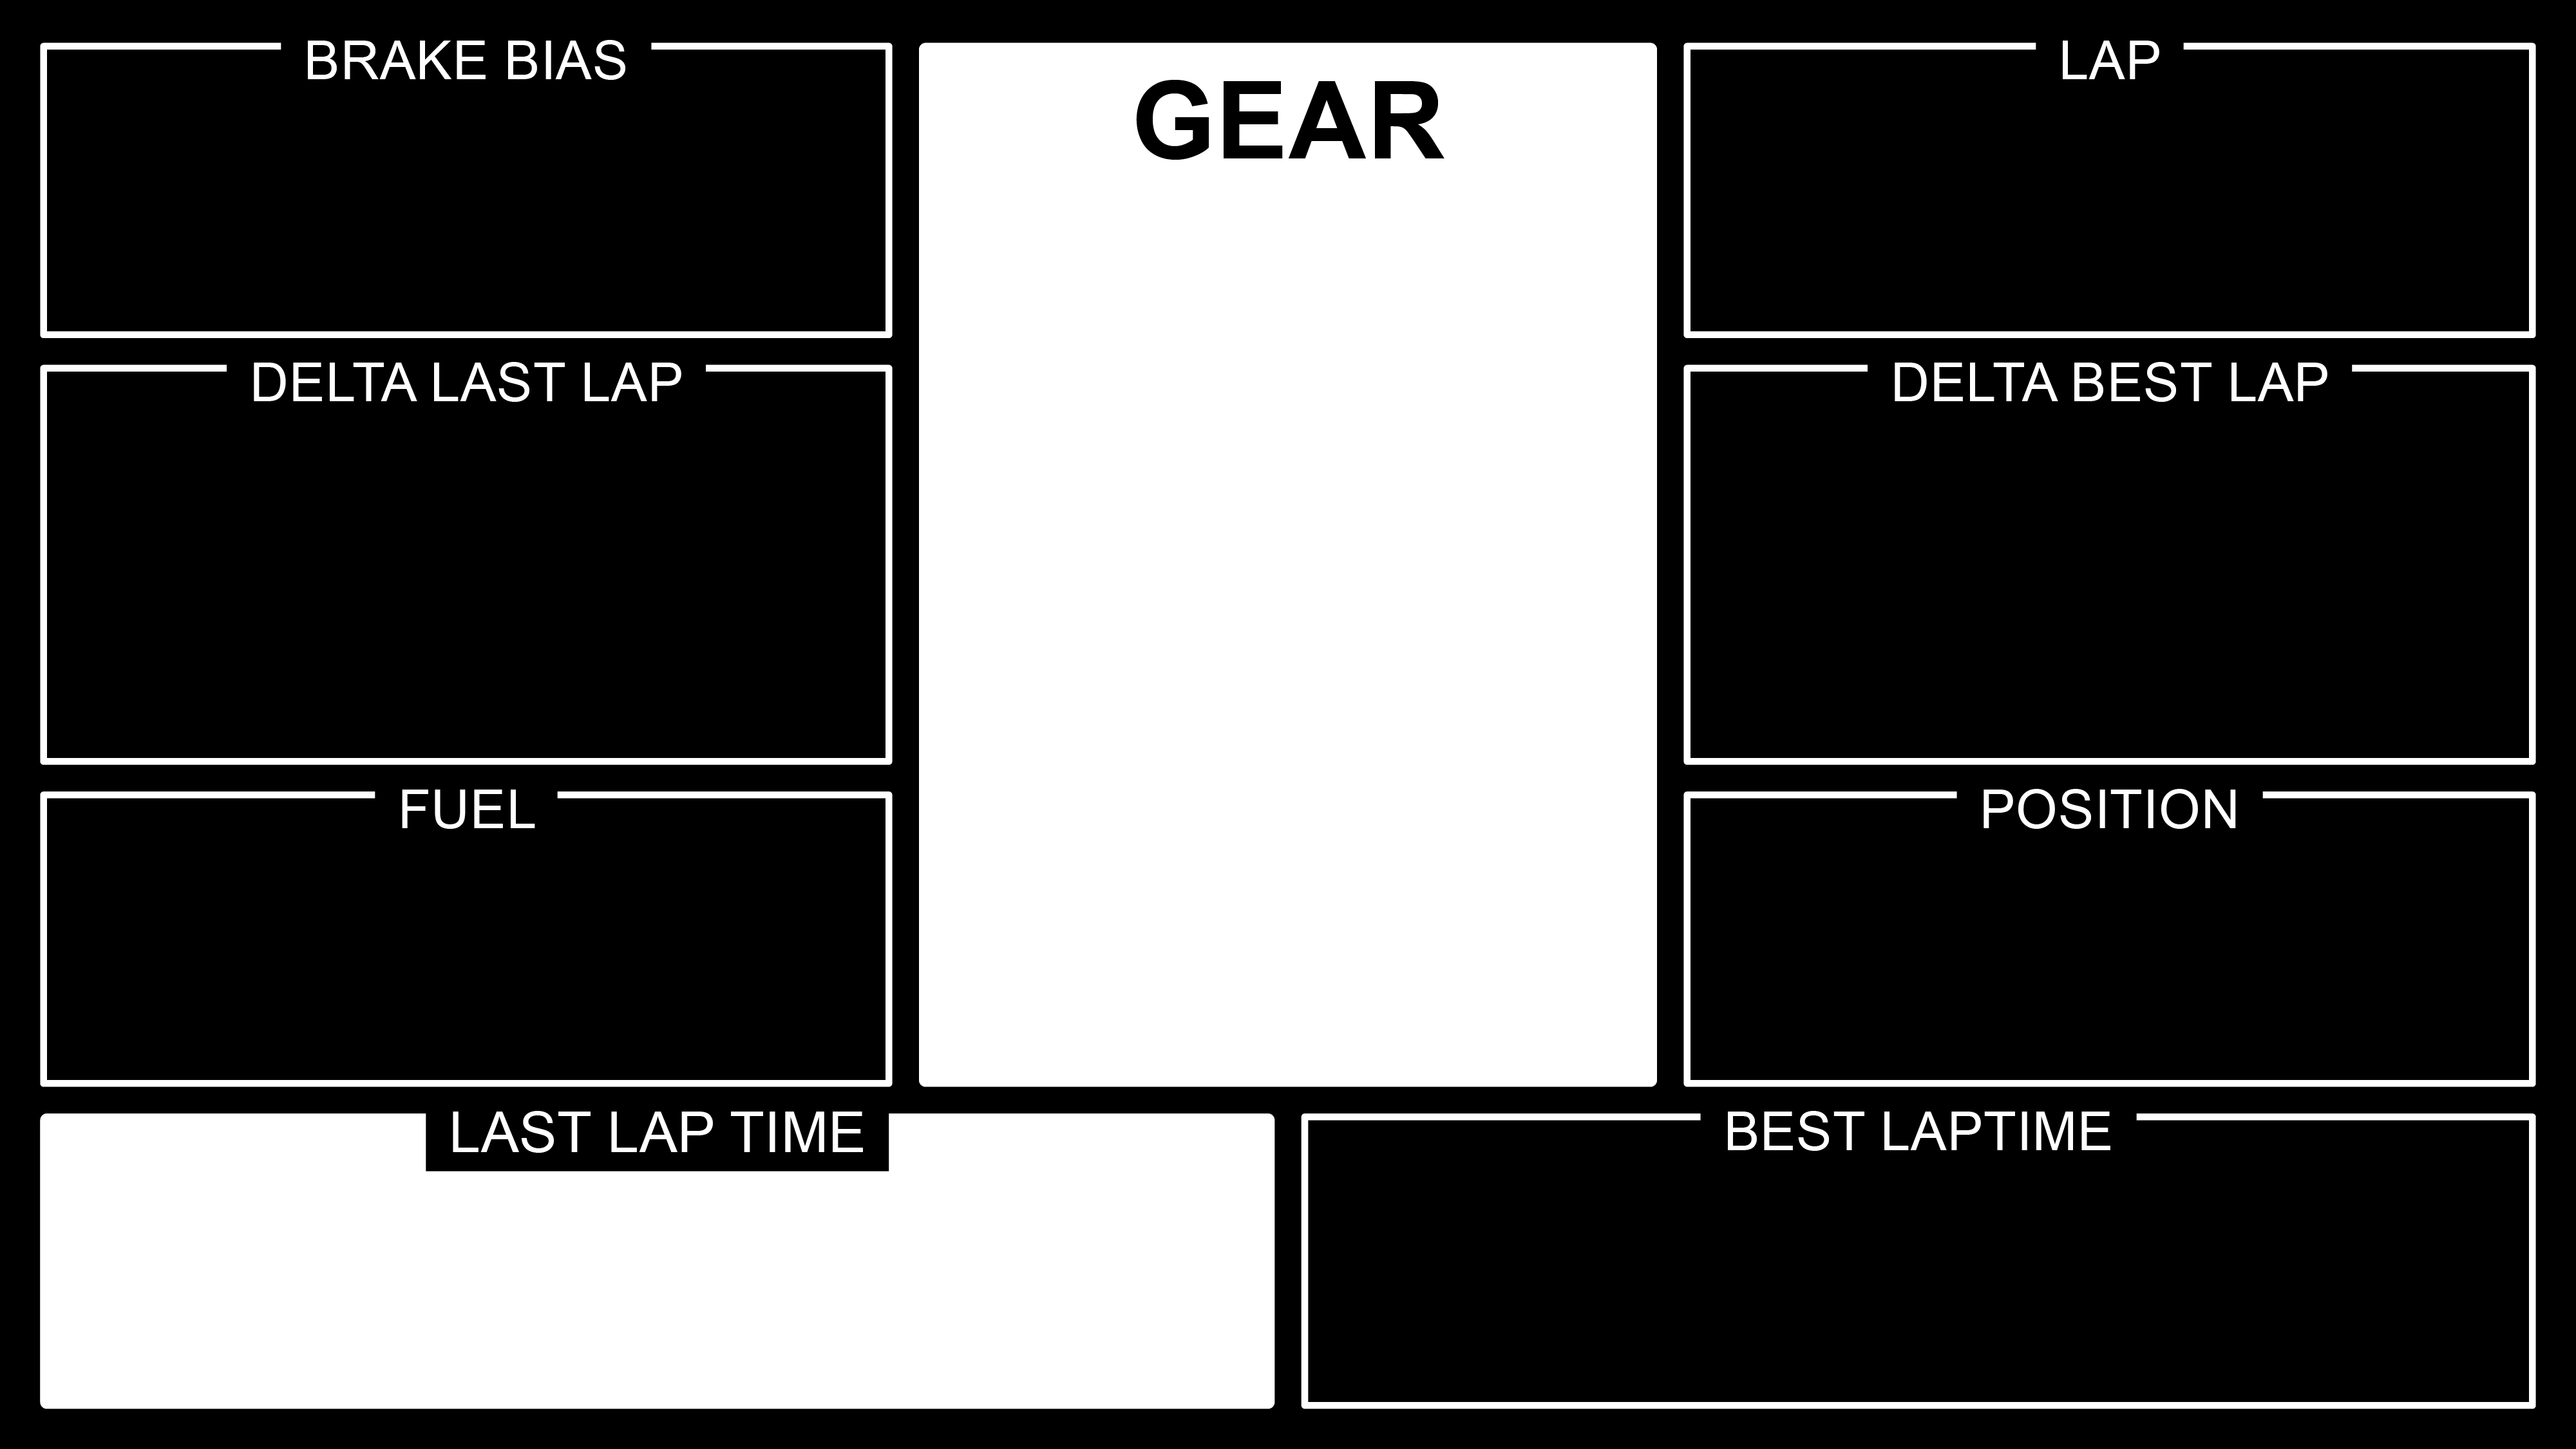 BRAKE BIAS
GEAR
LAP
DELTA LAST LAP
DELTA BEST LAP
FUEL
POSITION
LAST LAP TIME
BEST LAPTIME